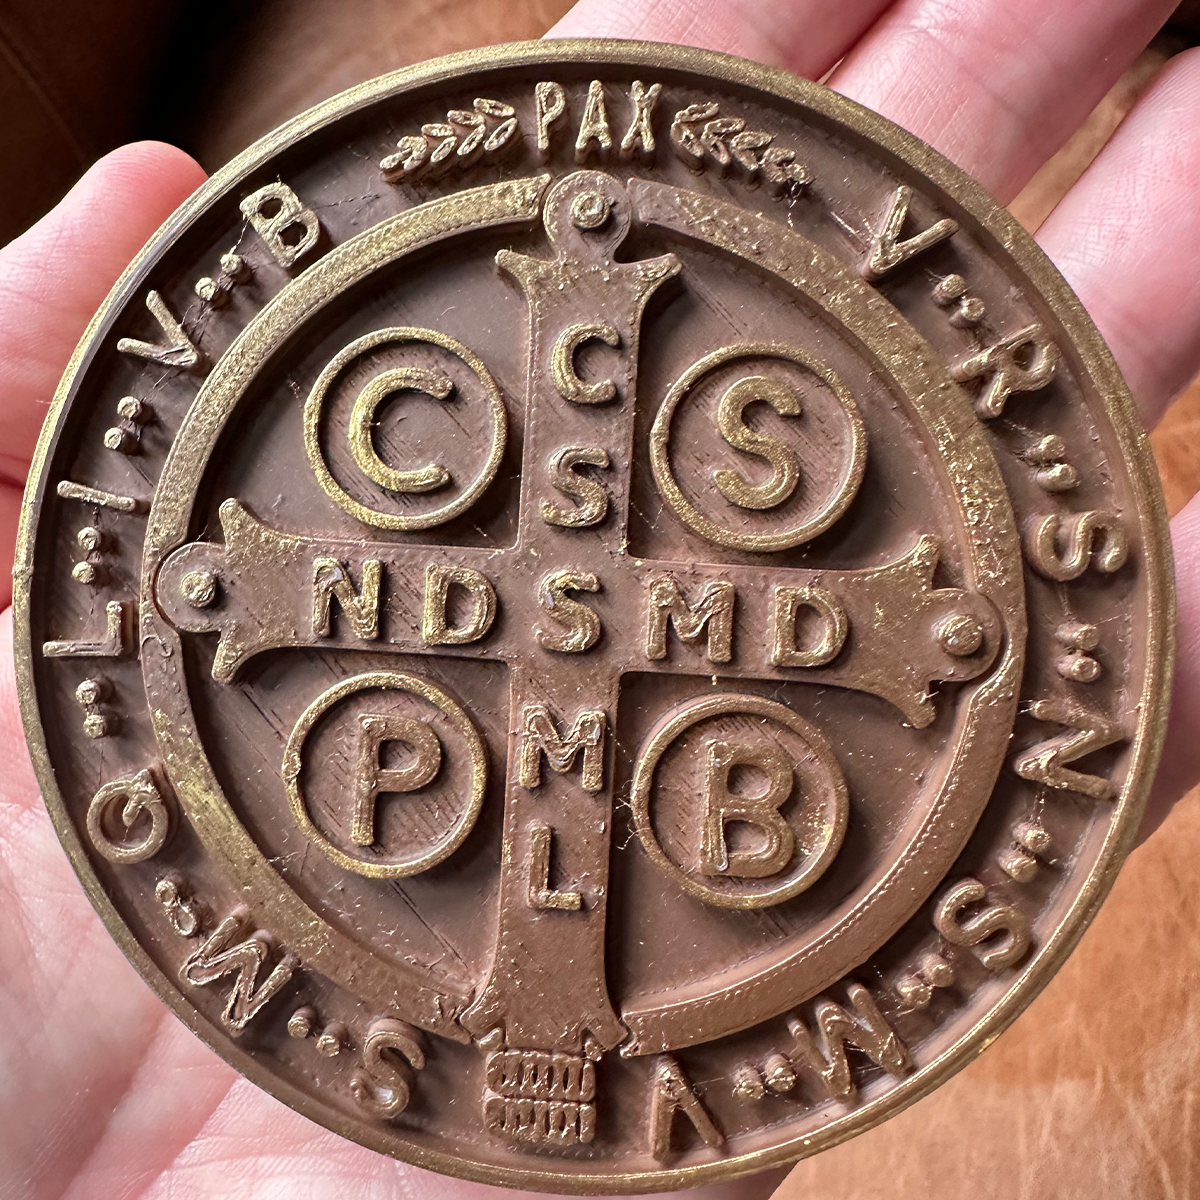 PAX
V : R : S : N : S : M : V
S : M : Q : L : I : V : B
C S
C
S
N D S M D
M
L
P B